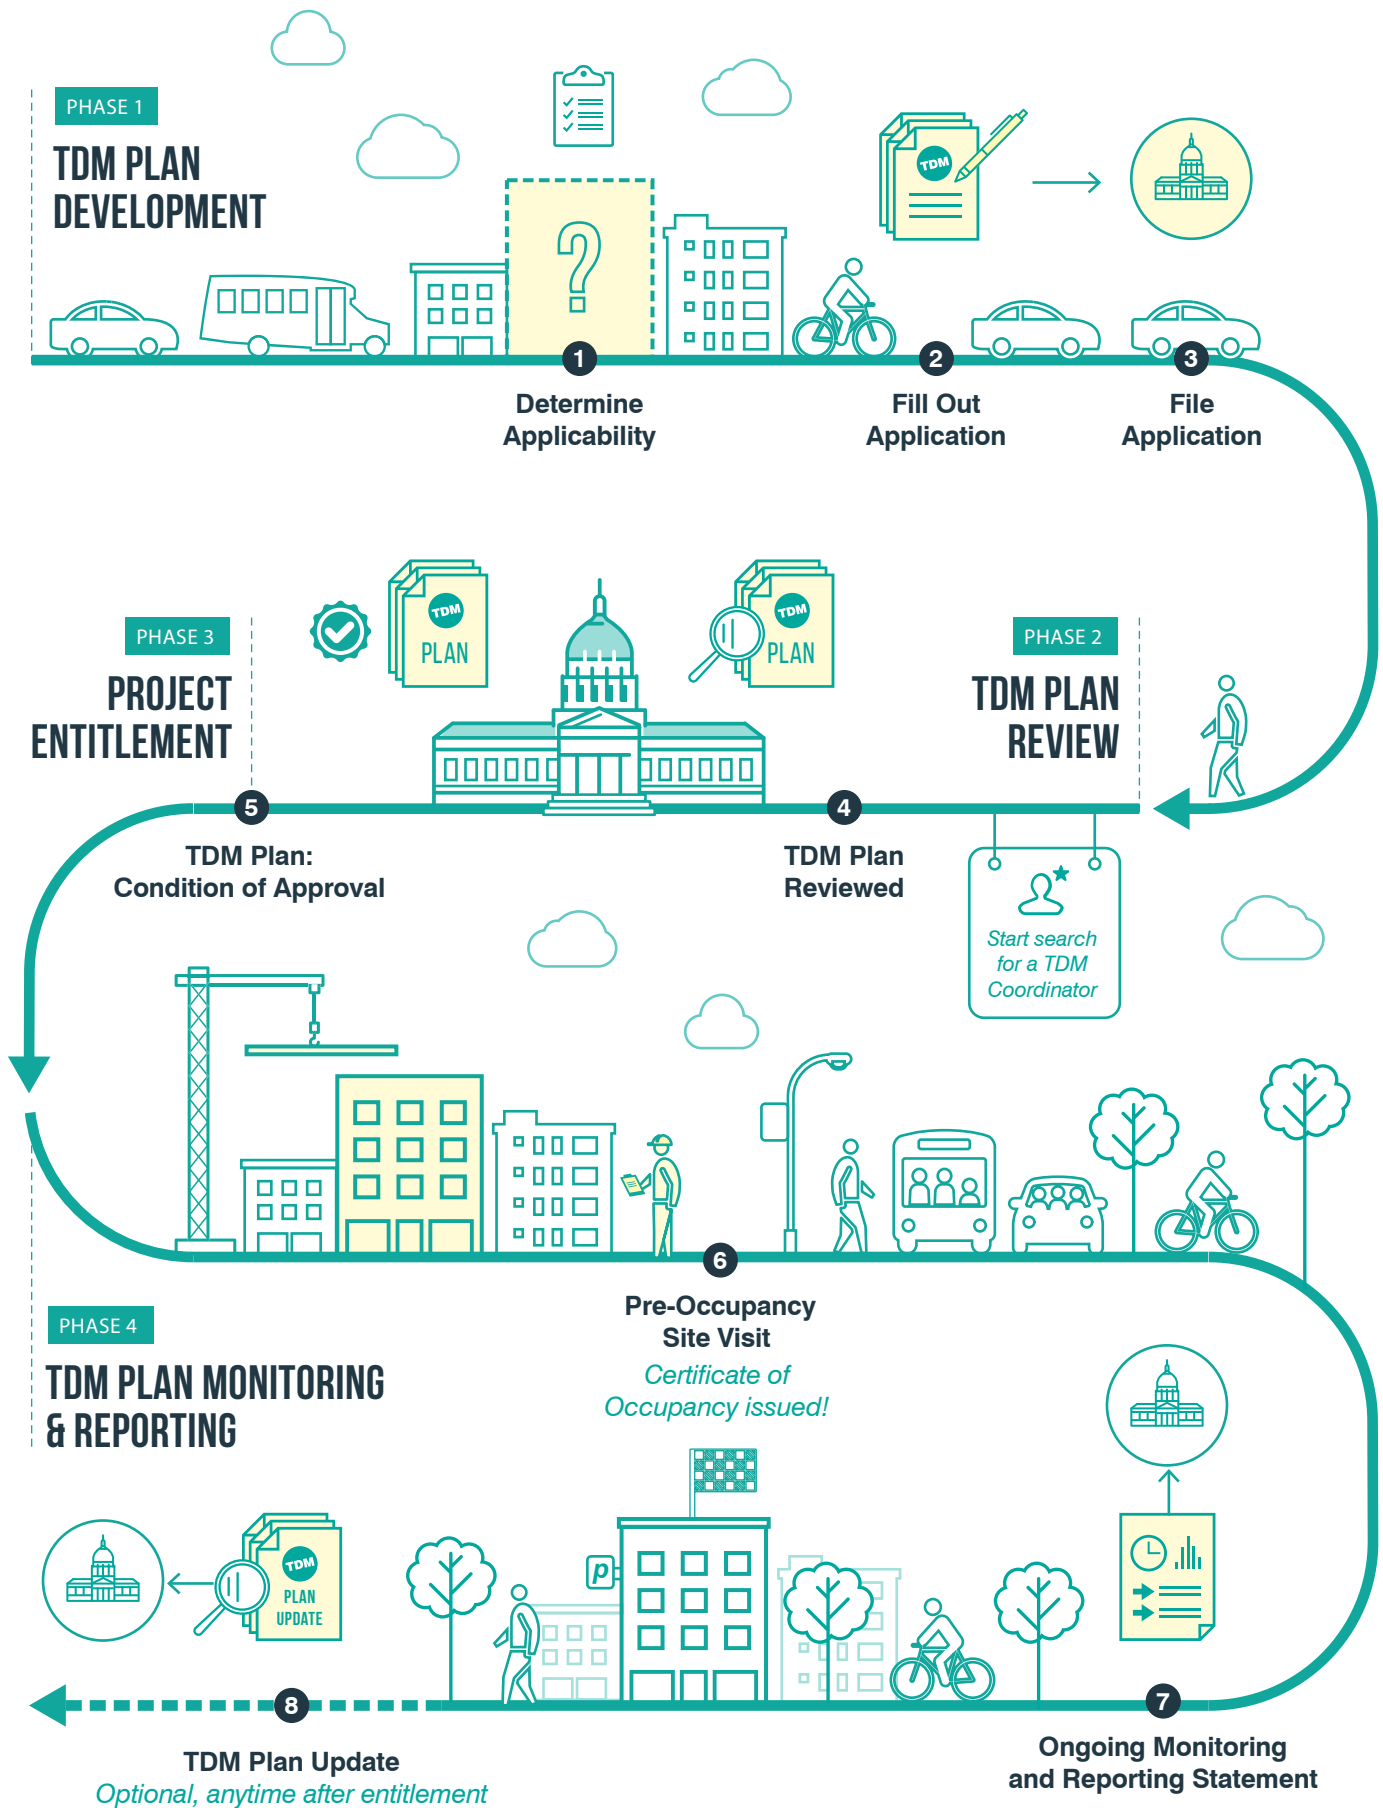 PHASE 1
TDM PLAN
DEVELOPMENT
TDM
?
1
2
3
Determine
Applicability
Fill Out
Application
File
Application
PHASE 2
TDM PLAN
REVIEW
TDM
PLAN
4
TDM Plan
Reviewed
Start search
for a TDM
Coordinator
PHASE 3
PROJECT
ENTITLEMENT
TDM
PLAN
5
TDM Plan:
Condition of Approval
6
Pre-Occupancy
Site Visit
Certificate of
Occupancy issued!
PHASE 4
TDM PLAN MONITORING
& REPORTING
7
Ongoing Monitoring
and Reporting Statement
p
TDM
PLAN
UPDATE
8
TDM Plan Update
Optional, anytime after entitlement